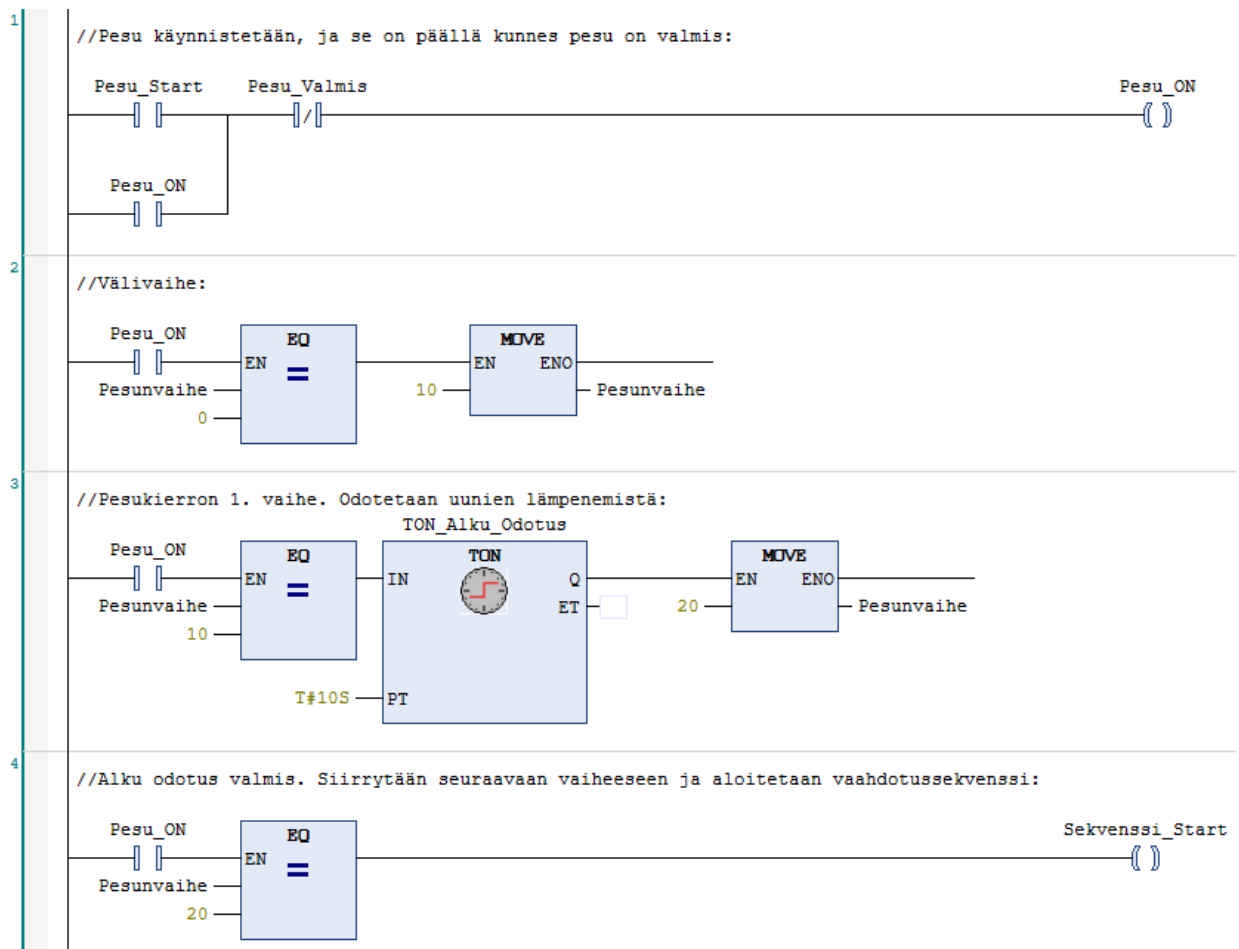 1
//Pesu käynnistetään, ja se on päällä kunnes pesu on valmis:
Pesu_Start Pesu_Valmis Pesu_ON
/
Pesu_ON
2
//Välivaihe:
Pesu_ON EQ MOVE
EN = EN ENO
Pesunvaihe 10 Pesunvaihe
0
3
//Pesukierron 1. vaihe. Odotetaan uunien lämpenemistä:
TON_Alku_Odotus
Pesu_ON EQ TON MOVE
EN = IN Q EN ENO
Pesunvaihe ET 20 Pesunvaihe
10
T#10S PT
4
//Alku odotus valmis. Siirrytään seuraavaan vaiheeseen ja aloitetaan vaahdotussekvenssi:
Pesu_ON EQ Sekvenssi_Start
EN =
Pesunvaihe
20